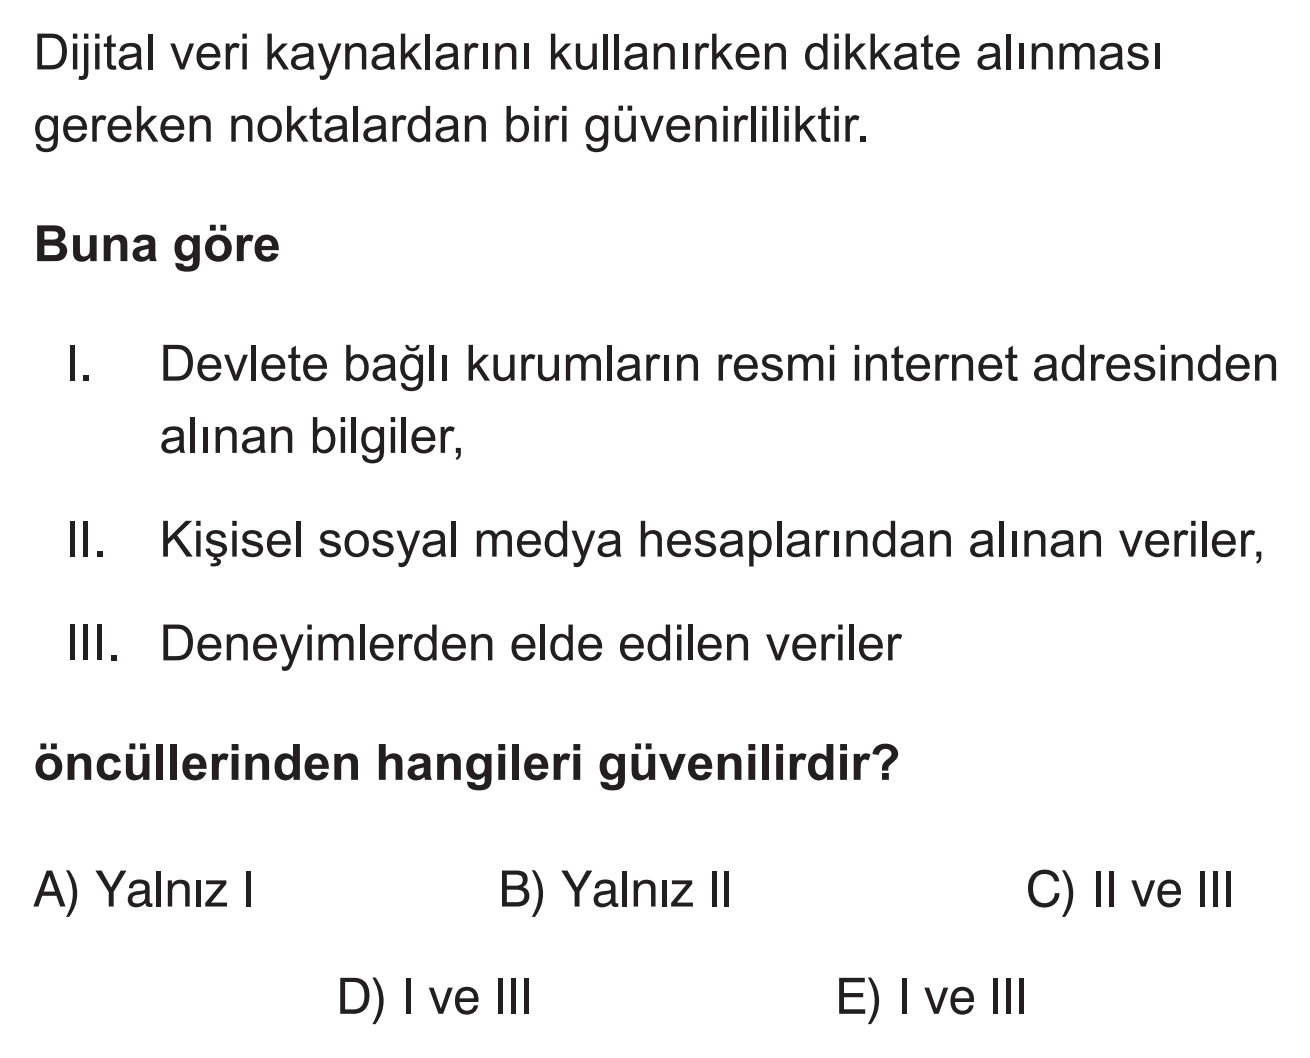 Dijital veri kaynaklarını kullanırken dikkate alınması
gereken noktalardan biri güvenirliliktir.
Buna göre
I. Devlete bağlı kurumların resmi internet adresinden
alınan bilgiler,
II. Kişisel sosyal medya hesaplarından alınan veriler,
III. Deneyimlerden elde edilen veriler
öncüllerinden hangileri güvenilirdir?
A) Yalnız I B) Yalnız II C) II ve III
D) I ve III E) I ve III